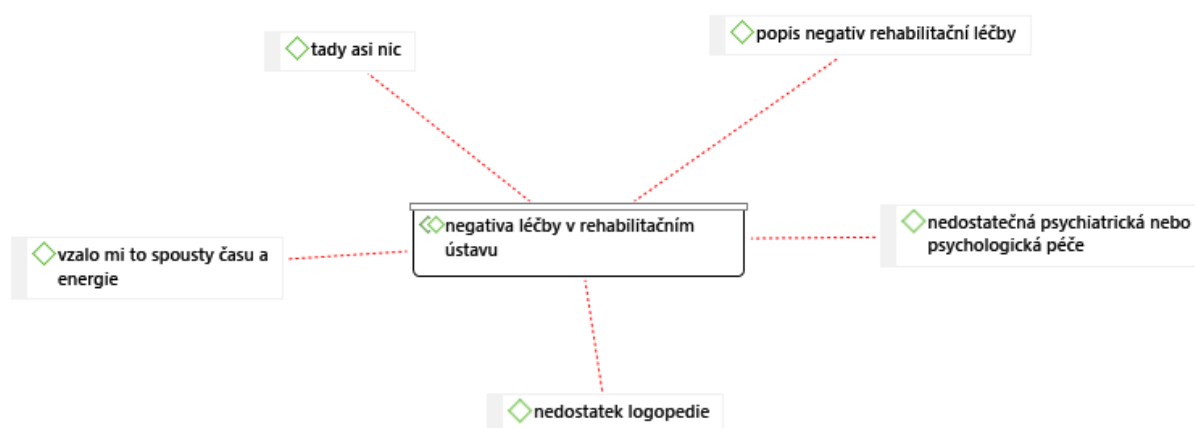 tady asi nic
popis negativ rehabilitační léčby
negativa léčby v rehabilitačním
ústavu
nedostatečná psychiatrická nebo
psychologická péče
vzalo mi to spousty času a
energie
nedostatek logopedie